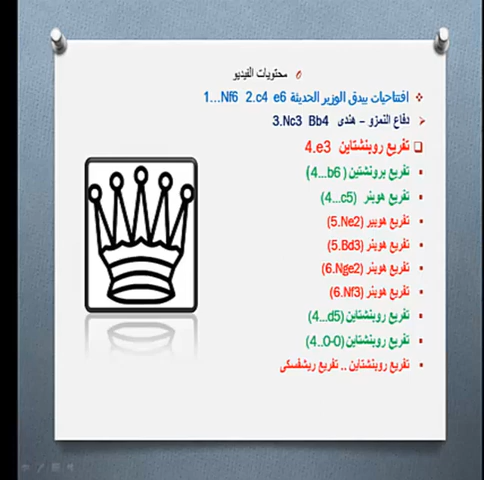 محتويات الفيديو
افتتاحيات بيدق الوزير الحديثة 1...Nf6 2.c4 e6
دفاع النمزو - هندى 3.Nc3 Bb4
تفريع روبنشتاين 4.e3
تفريع برونشتين (4...b6)
تفريع هوبنر (4...c5)
تفريع هوبير (5.Ne2)
تفريع هوبنر (5.Bd3)
تفريع هوبنر (6.Nge2)
تفريع هوبنر (6.Nf3)
تفريع روبنشتاين (4...d5)
تفريع روبنشتاين (4..0-0)
تفريع روبنشتاين .. تفريع ريشفسكى